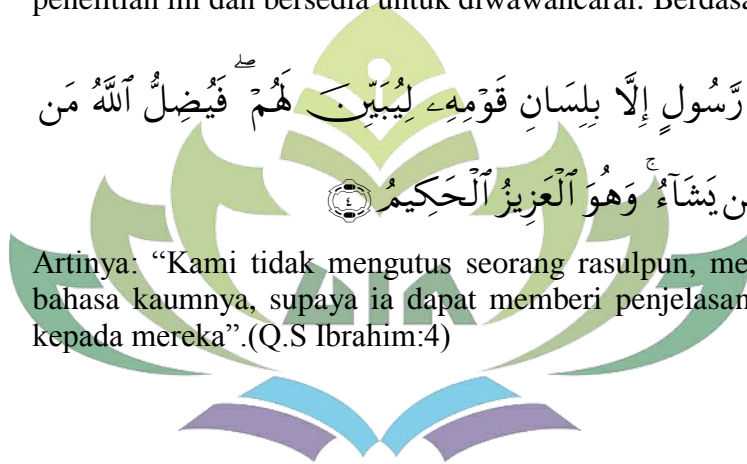 penelitian ini dan bersedia untuk diwawancarai. Berdasa
رَّسُولٍ إِلَّا بِلِسَانِ قَوْمِهِۦ لِيُبَيِّنَ لَهُمْ ۖ فَيُضِلُّ ٱللَّهُ مَن
ن يَشَآءُ ۚ وَهُوَ ٱلْعَزِيزُ ٱلْحَكِيمُ ۝٤
Artinya: “Kami tidak mengutus seorang rasulpun, me
bahasa kaumnya, supaya ia dapat memberi penjelasan
kepada mereka”.(Q.S Ibrahim:4)